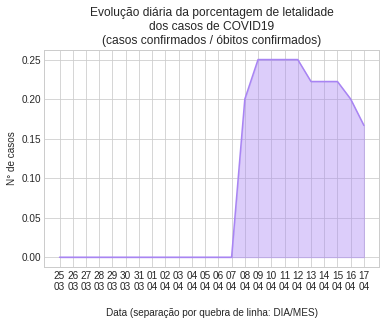 Evolução diária da porcentagem de letalidade
dos casos de COVID19
(casos confirmados / óbitos confirmados)
N° de casos
0.25
0.20
0.15
0.10
0.05
0.00
25 26 27 28 29 30 31 01 02 03 04 05 06 07 08 09 10 11 12 13 14 15 16 17
03 03 03 03 03 03 03 04 04 04 04 04 04 04 04 04 04 04 04 04 04 04 04 04
Data (separação por quebra de linha: DIA/MES)